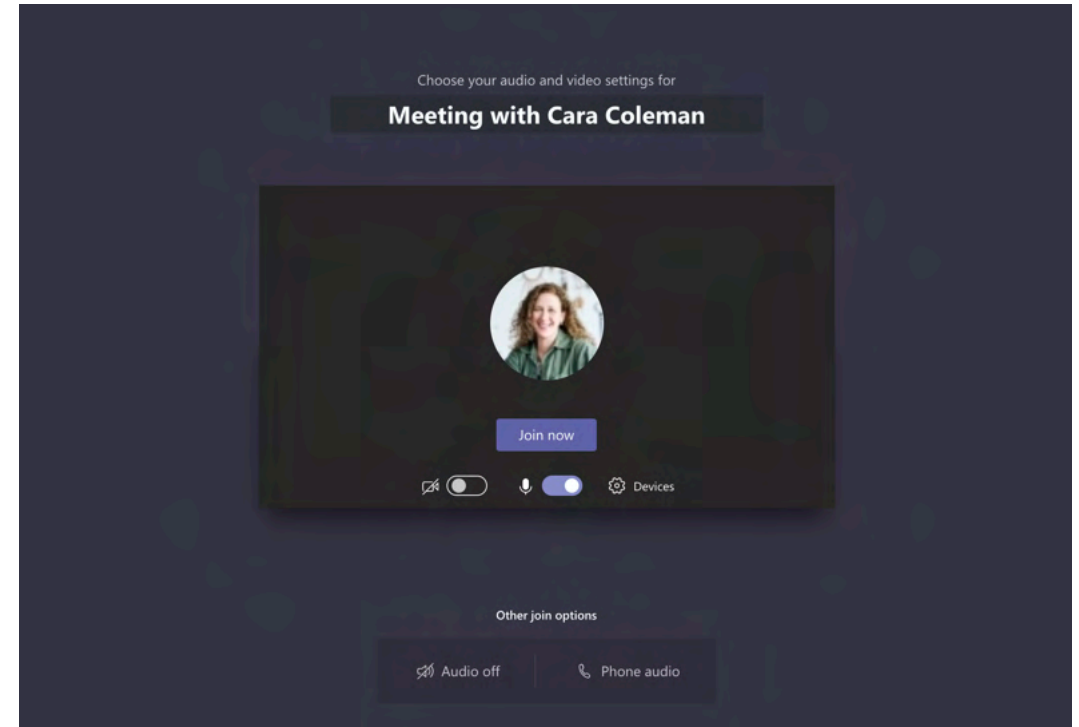 Choose your audio and video settings for
Meeting with Cara Coleman
Join now
Devices
Other join options
Audio off
Phone audio